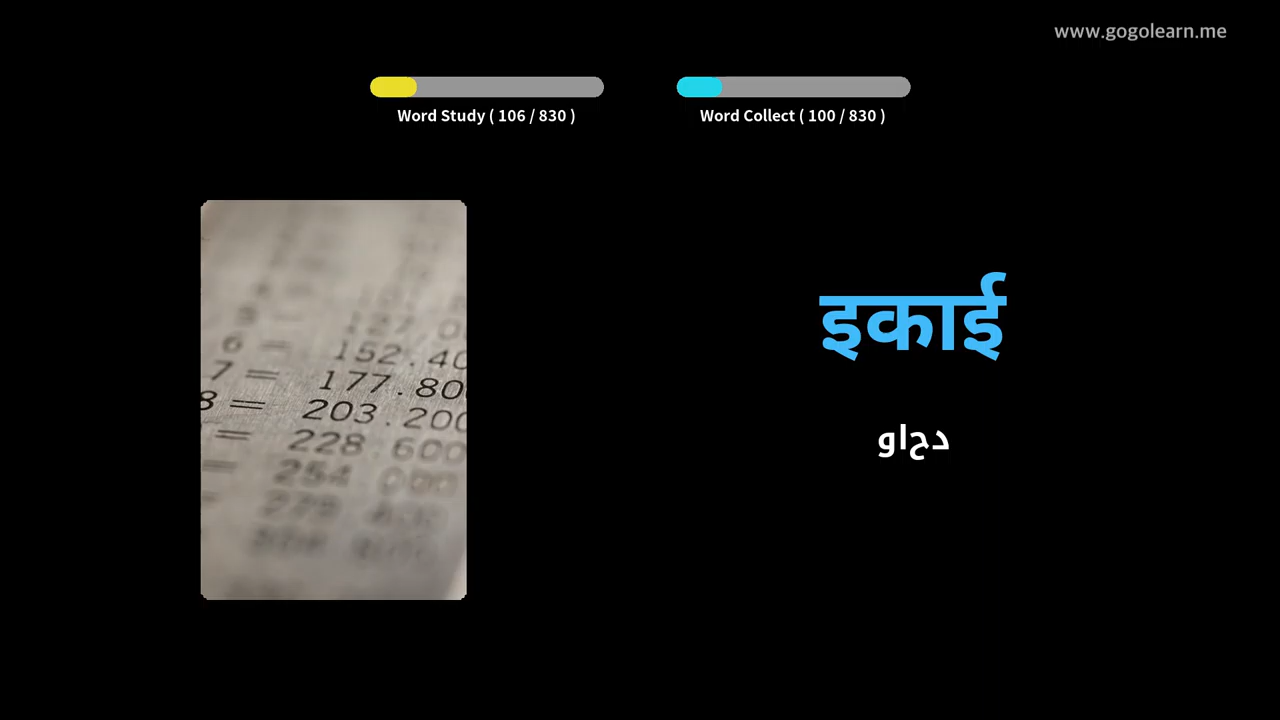 www.gogolearn.me
Word Study ( 106 / 830 )
Word Collect ( 100 / 830 )
6 = 152.40
7 = 177.80
8 = 203.200
= 228.600
इकाई
دحاو